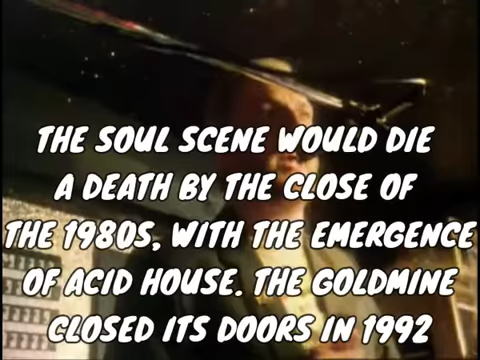 THE SOUL SCENE WOULD DIE
A DEATH BY THE CLOSE OF
THE 1980S, WITH THE EMERGENCE
OF ACID HOUSE. THE GOLDMINE
CLOSED ITS DOORS IN 1992